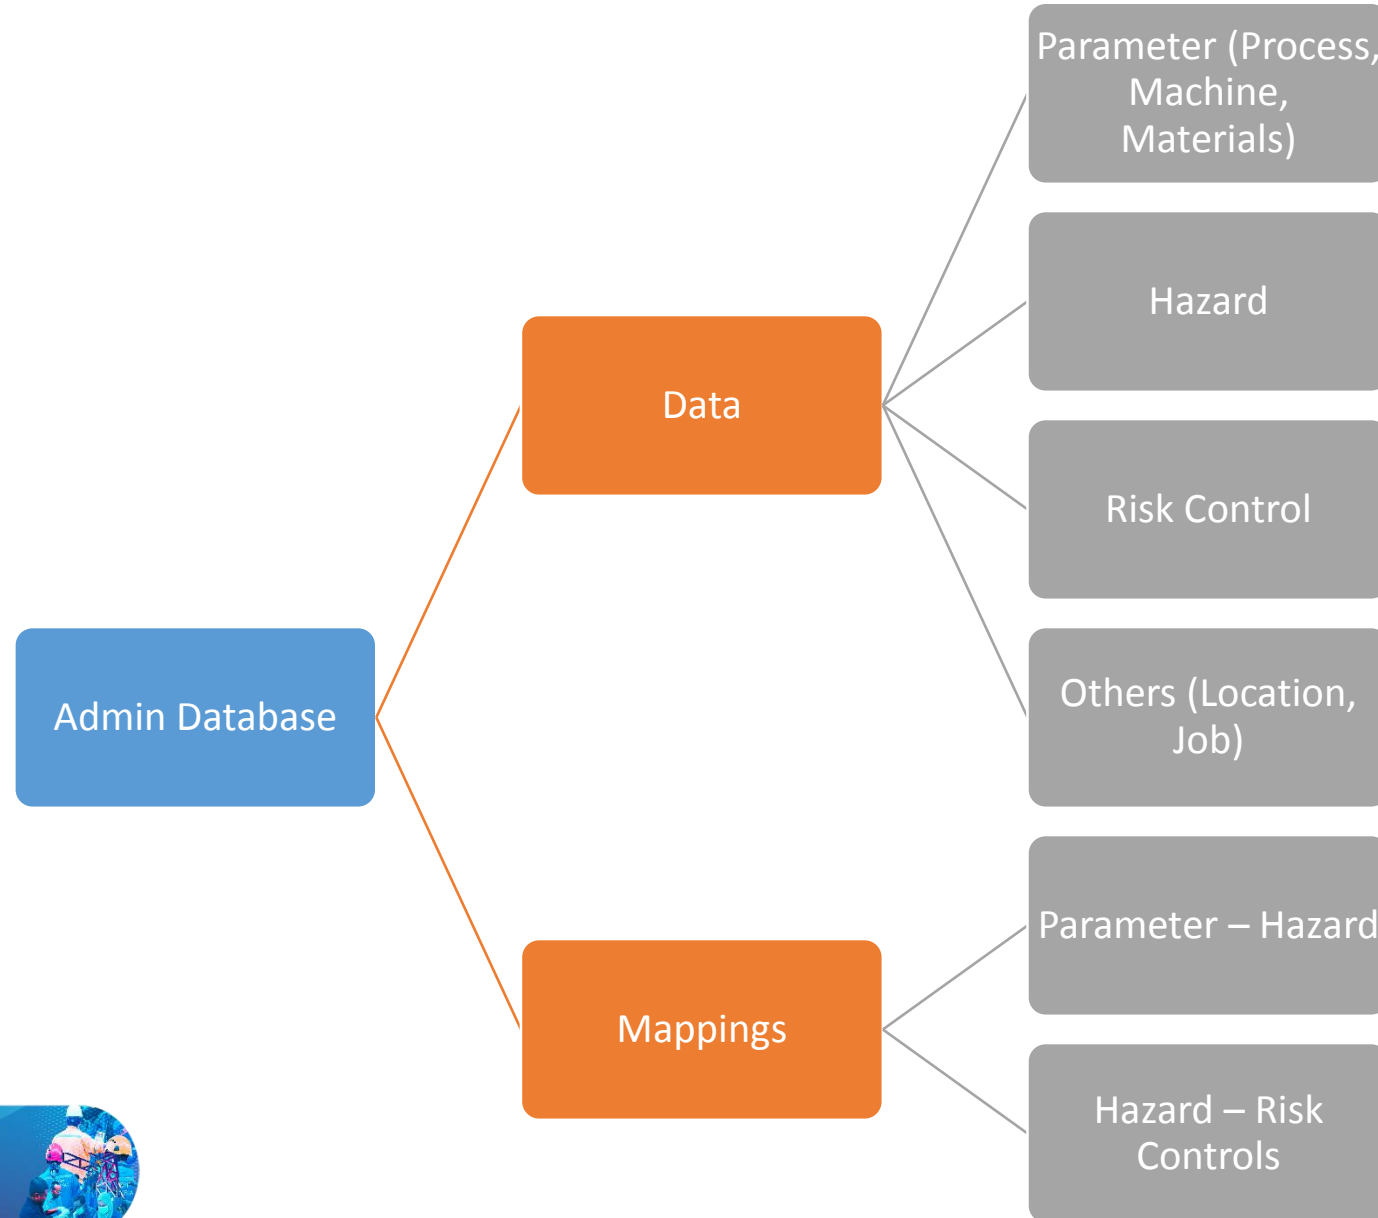 Parameter (Process,
Machine,
Materials)
Hazard
Data
Risk Control
Others (Location,
Job)
Admin Database
Parameter – Hazard
Mappings
Hazard – Risk
Controls